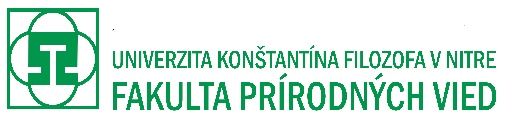 UNIVERZITA KONŠTANTÍNA FILOZOFA V NITRE
FAKULTA PRÍRODNÝCH VIED